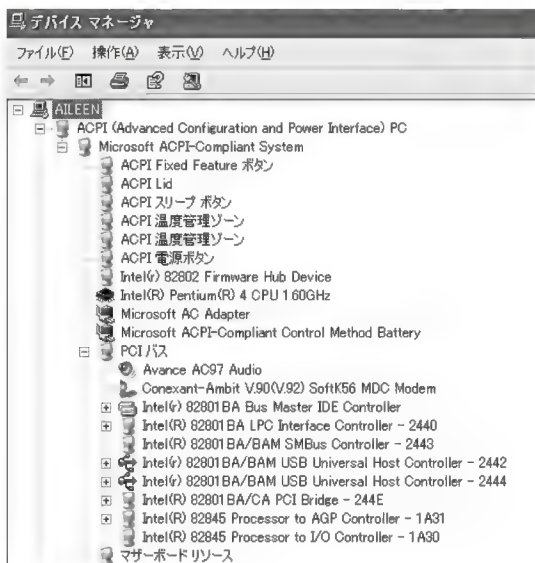 デバイス マネージャ
ファイル(F) 操作(A) 表示(V) ヘルプ(H)
AILEEN
ACPI (Advanced Configuration and Power Interface) PC
Microsoft ACPI-Compliant System
ACPI Fixed Feature ボタン
ACPI Lid
ACPI スリープ ボタン
ACPI 温度管理ゾーン
ACPI 温度管理ゾーン
ACPI 電源ボタン
Intel(r) 82802 Firmware Hub Device
Intel(R) Pentium(R) 4 CPU 1.60GHz
Microsoft AC Adapter
Microsoft ACPI-Compliant Control Method Battery
PCI バス
Avance AC97 Audio
Conexant-Ambit V.90(V.92) SoftK56 MDC Modem
Intel(r) 82801BA Bus Master IDE Controller
Intel(R) 82801BA LPC Interface Controller - 2440
Intel(R) 82801BA/BAM SMBus Controller - 2443
Intel(r) 82801BA/BAM USB Universal Host Controller - 2442
Intel(r) 82801BA/BAM USB Universal Host Controller - 2444
Intel(R) 82801BA/CA PCI Bridge - 244E
Intel(R) 82845 Processor to AGP Controller - 1A31
Intel(R) 82845 Processor to I/O Controller - 1A30
マザーボード リソース